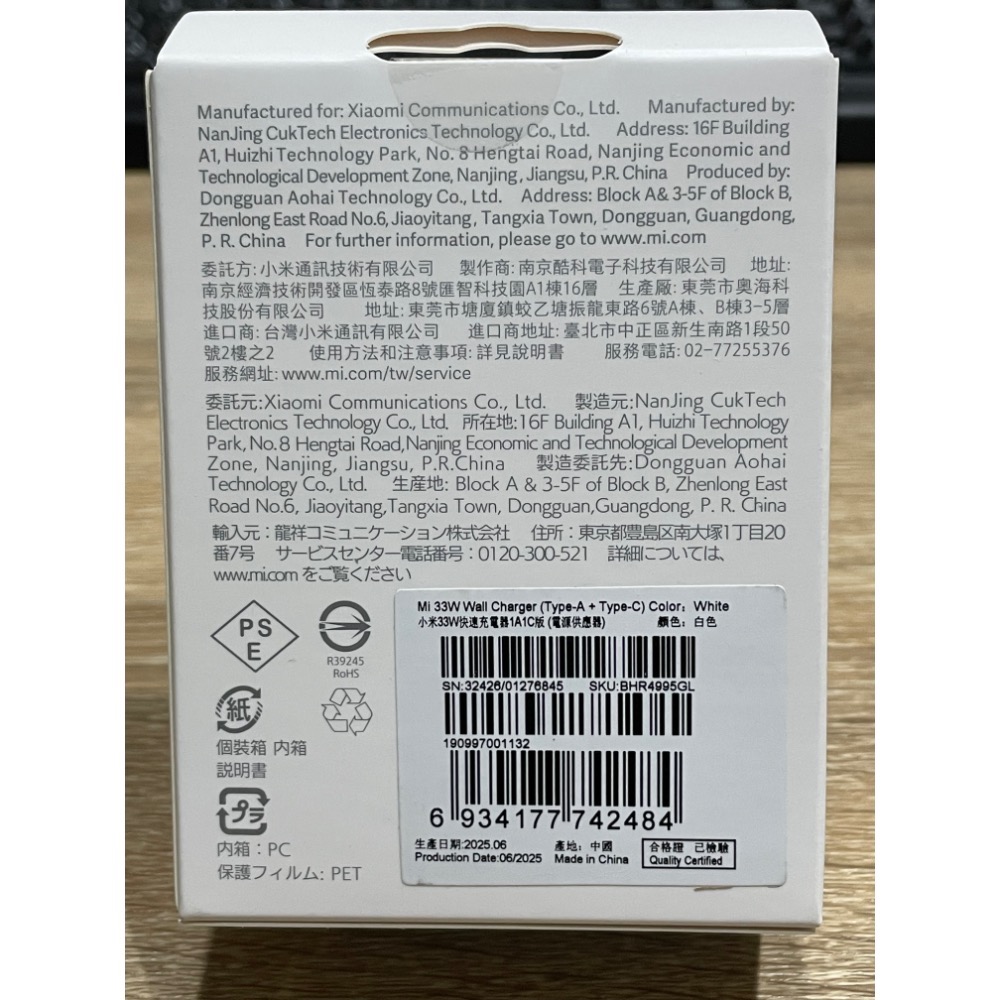 Manufactured for: Xiaomi Communications Co., Ltd. Manufactured by:
NanJing CukTech Electronics Technology Co., Ltd. Address: 16F Building
A1, Huizhi Technology Park, No. 8 Hengtai Road, Nanjing Economic and
Technological Development Zone, Nanjing, Jiangsu, P.R. China Produced by:
Dongguan Aohai Technology Co., Ltd. Address: Block A& 3-5F of Block B,
Zhenlong East Road No.6, Jiaoyitang, Tangxia Town, Dongguan, Guangdong,
P. R. China For further information, please go to www.mi.com
委託方: 小米通訊技術有限公司 製作商: 南京酷科電子科技有限公司 地址:
南京經濟技術開發區恆泰路8號匯智科技園A1棟16層 生產廠: 東莞市奧海科
技股份有限公司 地址: 東莞市塘廈鎮蛟乙塘振龍東路6號A棟、B棟3-5層
進口商: 台灣小米通訊有限公司 進口商地址: 臺北市中正區新生南路1段50
號2樓之2 使用方法和注意事項: 詳見說明書 服務電話: 02-77255376
服務網址: www.mi.com/tw/service
委託元:Xiaomi Communications Co., Ltd. 製造元:NanJing CukTech
Electronics Technology Co., Ltd. 所在地:16F Building A1, Huizhi Technology
Park, No. 8 Hengtai Road,Nanjing Economic and Technological Development
Zone, Nanjing, Jiangsu, P.R.China 製造委託先:Dongguan Aohai
Technology Co., Ltd. 生産地: Block A & 3-5F of Block B, Zhenlong East
Road No.6, Jiaoyitang,Tangxia Town, Dongguan,Guangdong, P. R. China
輸入元：龍祥コミュニケーション株式会社 住所：東京都豊島区南大塚1丁目20
番7号 サービスセンター電話番号：0120-300-521 詳細については、
www.mi.com をご覧ください
PS
E
R39245
RoHS
紙
個装箱 内箱
説明書
プラ
内箱：PC
保護フィルム: PET
Mi 33W Wall Charger (Type-A + Type-C) Color: White
小米33W快速充電器1A1C版 (電源供應器) 顏色：白色
SN:32426/01276845 SKU:BHR4995GL
190997001132
6 934177 742484
生產日期:2025.06 產地：中國
Production Date:06/2025 Made in China
合格證 已檢驗
Quality Certified